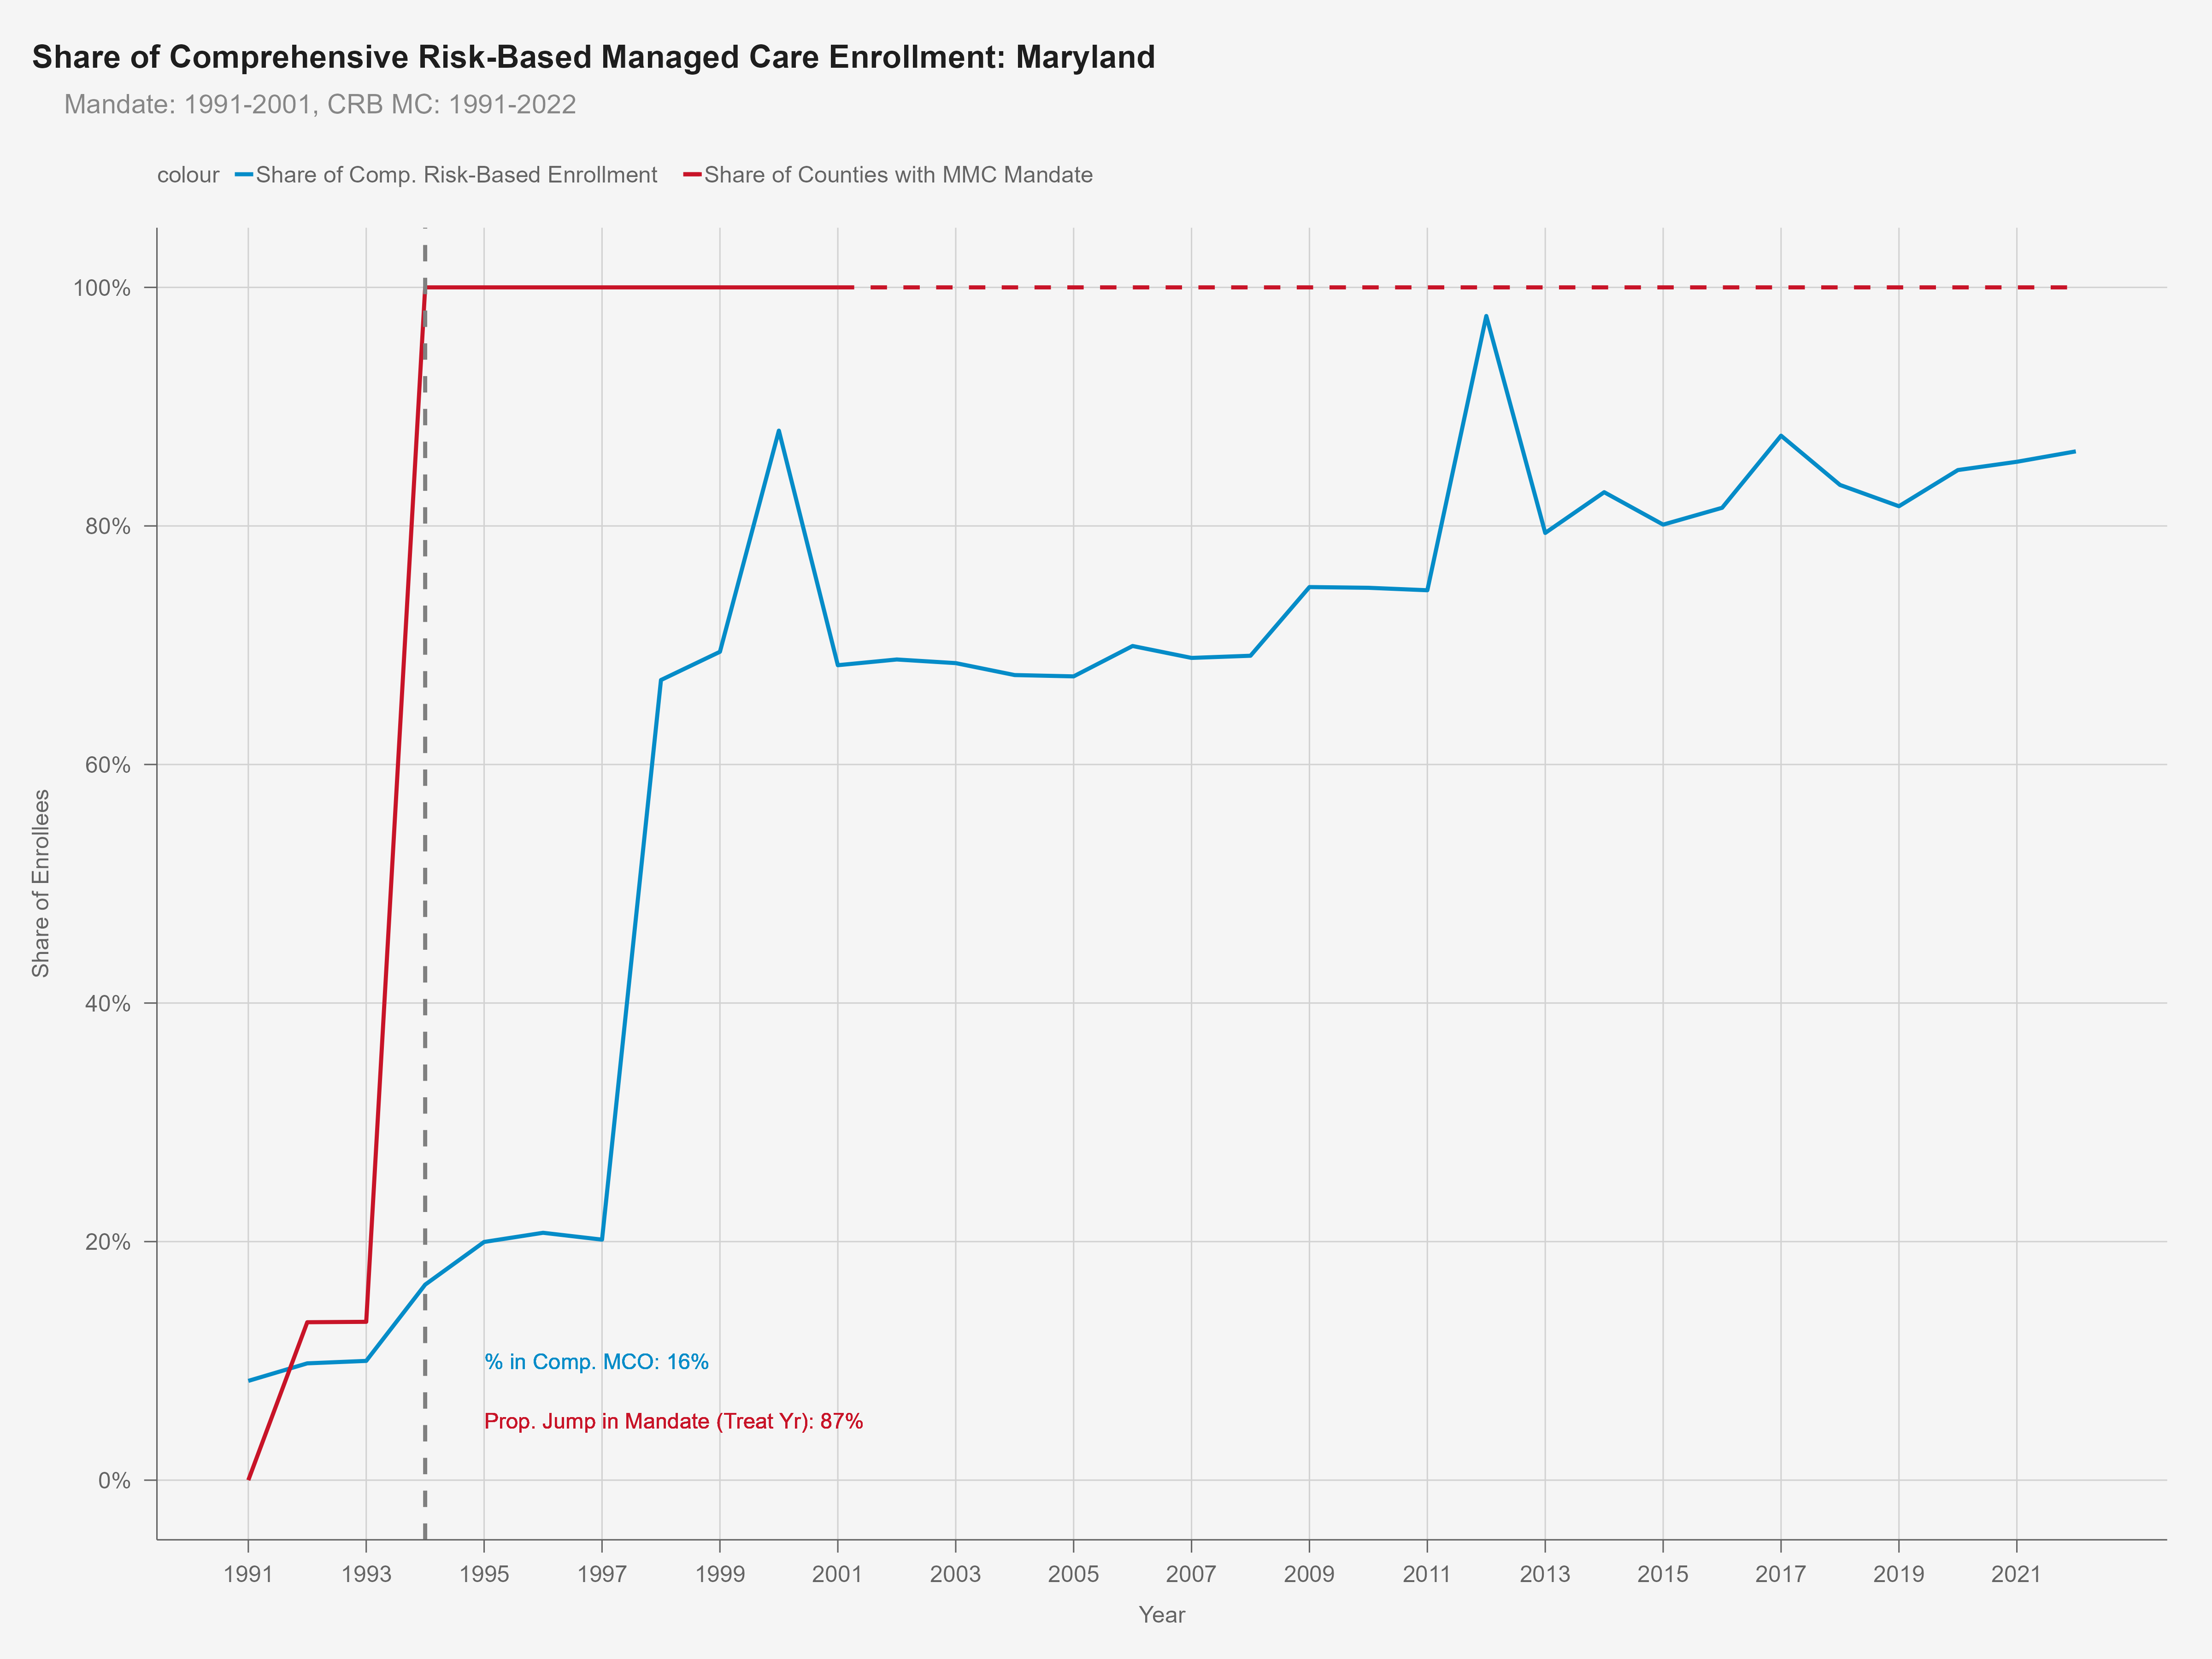 Share of Comprehensive Risk-Based Managed Care Enrollment: Maryland
Mandate: 1991-2001, CRB MC: 1991-2022
colour Share of Comp. Risk-Based Enrollment Share of Counties with MMC Mandate
100%
80%
60%
40%
20%
0%
Share of Enrollees
% in Comp. MCO: 16%
Prop. Jump in Mandate (Treat Yr): 87%
1991 1993 1995 1997 1999 2001 2003 2005 2007 2009 2011 2013 2015 2017 2019 2021
Year